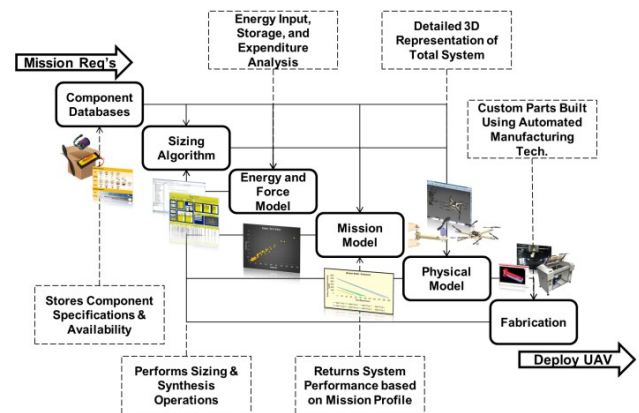 Energy Input,
Storage, and
Expenditure
Analysis
Detailed 3D
Representation of
Total System
Mission Req's
Component
Databases
Custom Parts Built
Using Automated
Manufacturing
Tech.
Sizing
Algorithm
Energy and
Force Model
Mission
Model
Physical
Model
Fabrication
Stores Component
Specifications &
Availability
Deploy UAV
Performs Sizing &
Synthesis
Operations
Returns System
Performance based
on Mission Profile